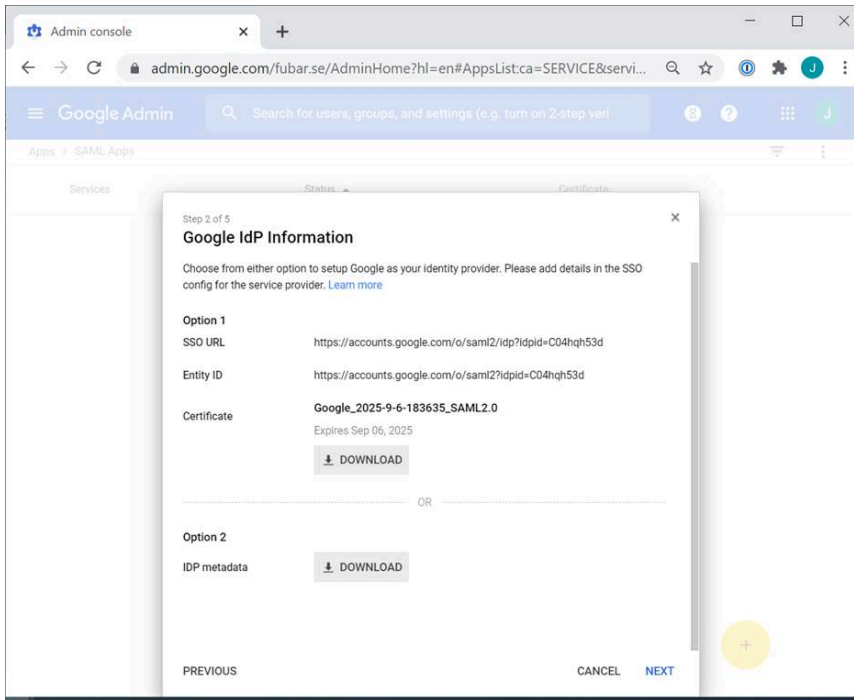 Admin console
admin.google.com/fubar.se/AdminHome?hl=en#AppsList:ca=SERVICE&servi...
J
Google Admin
Search for users, groups, and settings (e.g. turn on 2-step veri
8
?
J
Apps > SAML Apps
Services
Status
Certificate
Step 2 of 5
Google IdP Information
Choose from either option to setup Google as your identity provider. Please add details in the SSO
config for the service provider. Learn more
Option 1
SSO URL
https://accounts.google.com/o/saml2/idp?idpid=C04hqh53d
Entity ID
https://accounts.google.com/o/saml2?idpid=C04hqh53d
Certificate
Google_2025-9-6-183635_SAML2.0
Expires Sep 06, 2025
DOWNLOAD
OR
Option 2
IDP metadata
DOWNLOAD
PREVIOUS
CANCEL
NEXT